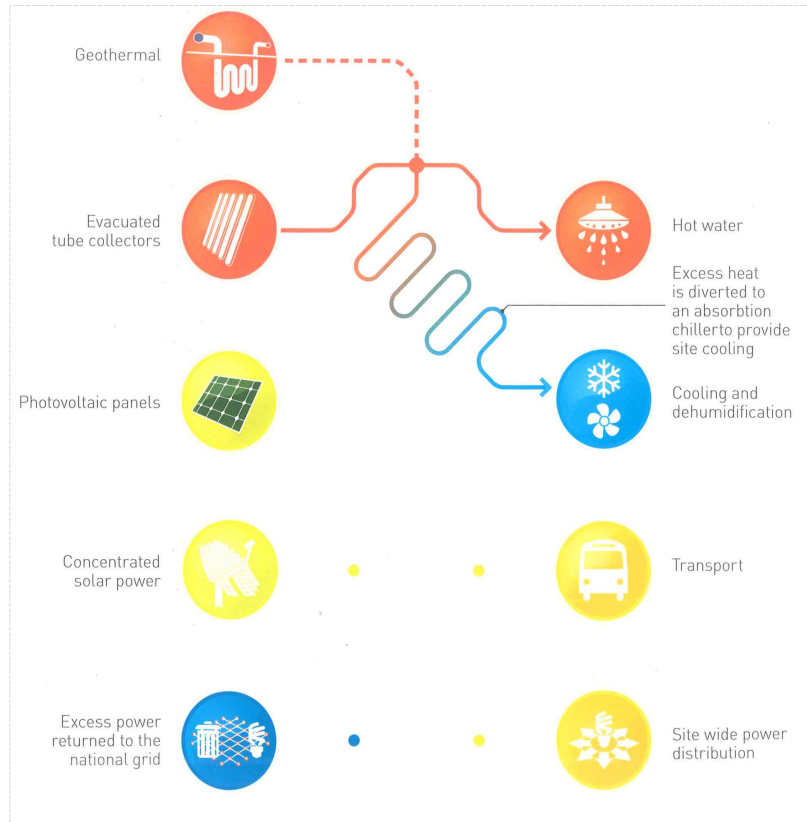 Geothermal
Evacuated
tube collectors
Hot water
Excess heat
is diverted to
an absorbtion
chillerto provide
site cooling
Photovoltaic panels
Cooling and
dehumidification
Concentrated
solar power
Transport
Excess power
returned to the
national grid
Site wide power
distribution